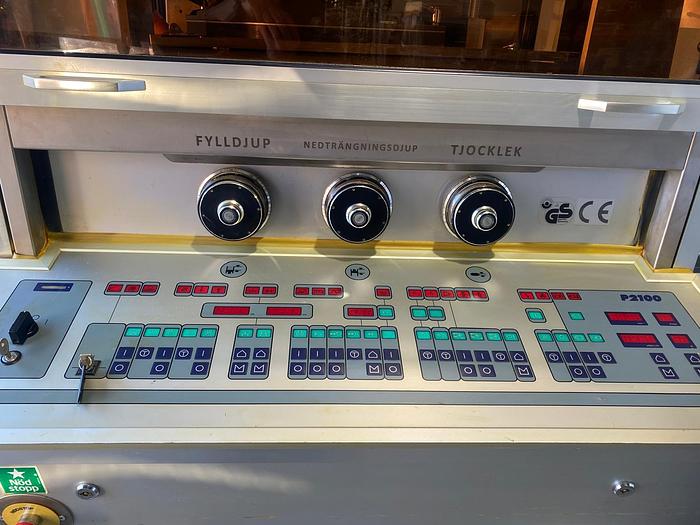 FYLLDJUP NEDTRÄNGNINGSDJUP TJOCKLEK
GS CE
P2100
Nöd
stopp